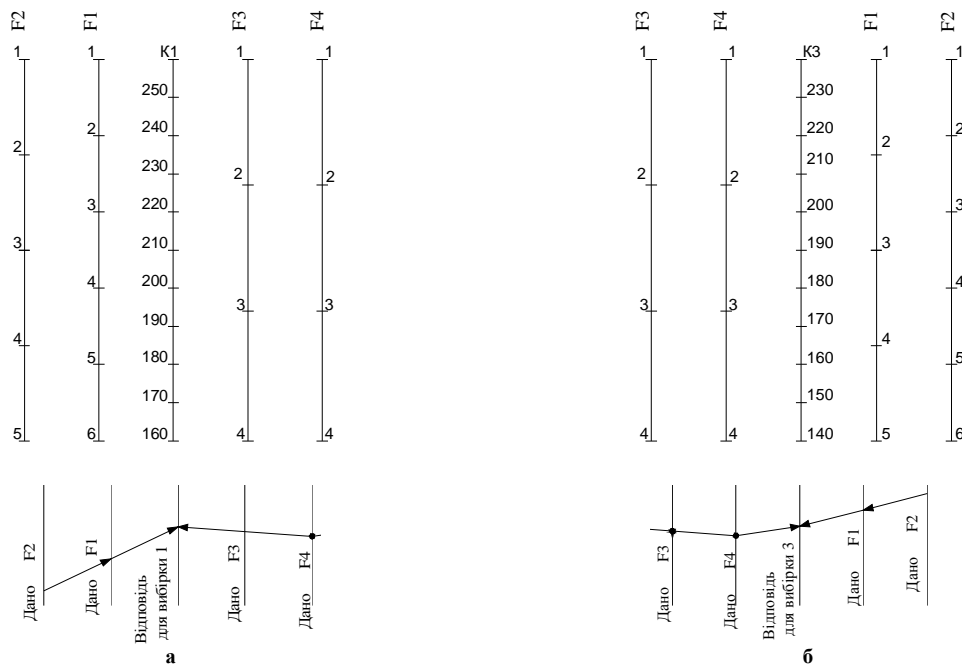 F2 F1 F3 F4
1 1 К1 1 1
250
2 240
2 230 2 2
3 220
3 210
4 200 3 3
190
4 5 180
170
5 6 160 4 4
Дано F2
Дано F1
Відповідь
для вибірки 1
Дано F3
Дано F4
а
F3 F4 F1 F2
1 1 К3 1 1
230
220 2
2 2 210 2
200 3
190 3
180 4
3 3 170
160 4 5
150
4 4 140 5 6
Дано F3
Дано F4
Відповідь
для вибірки 3
Дано F1
Дано F2
б